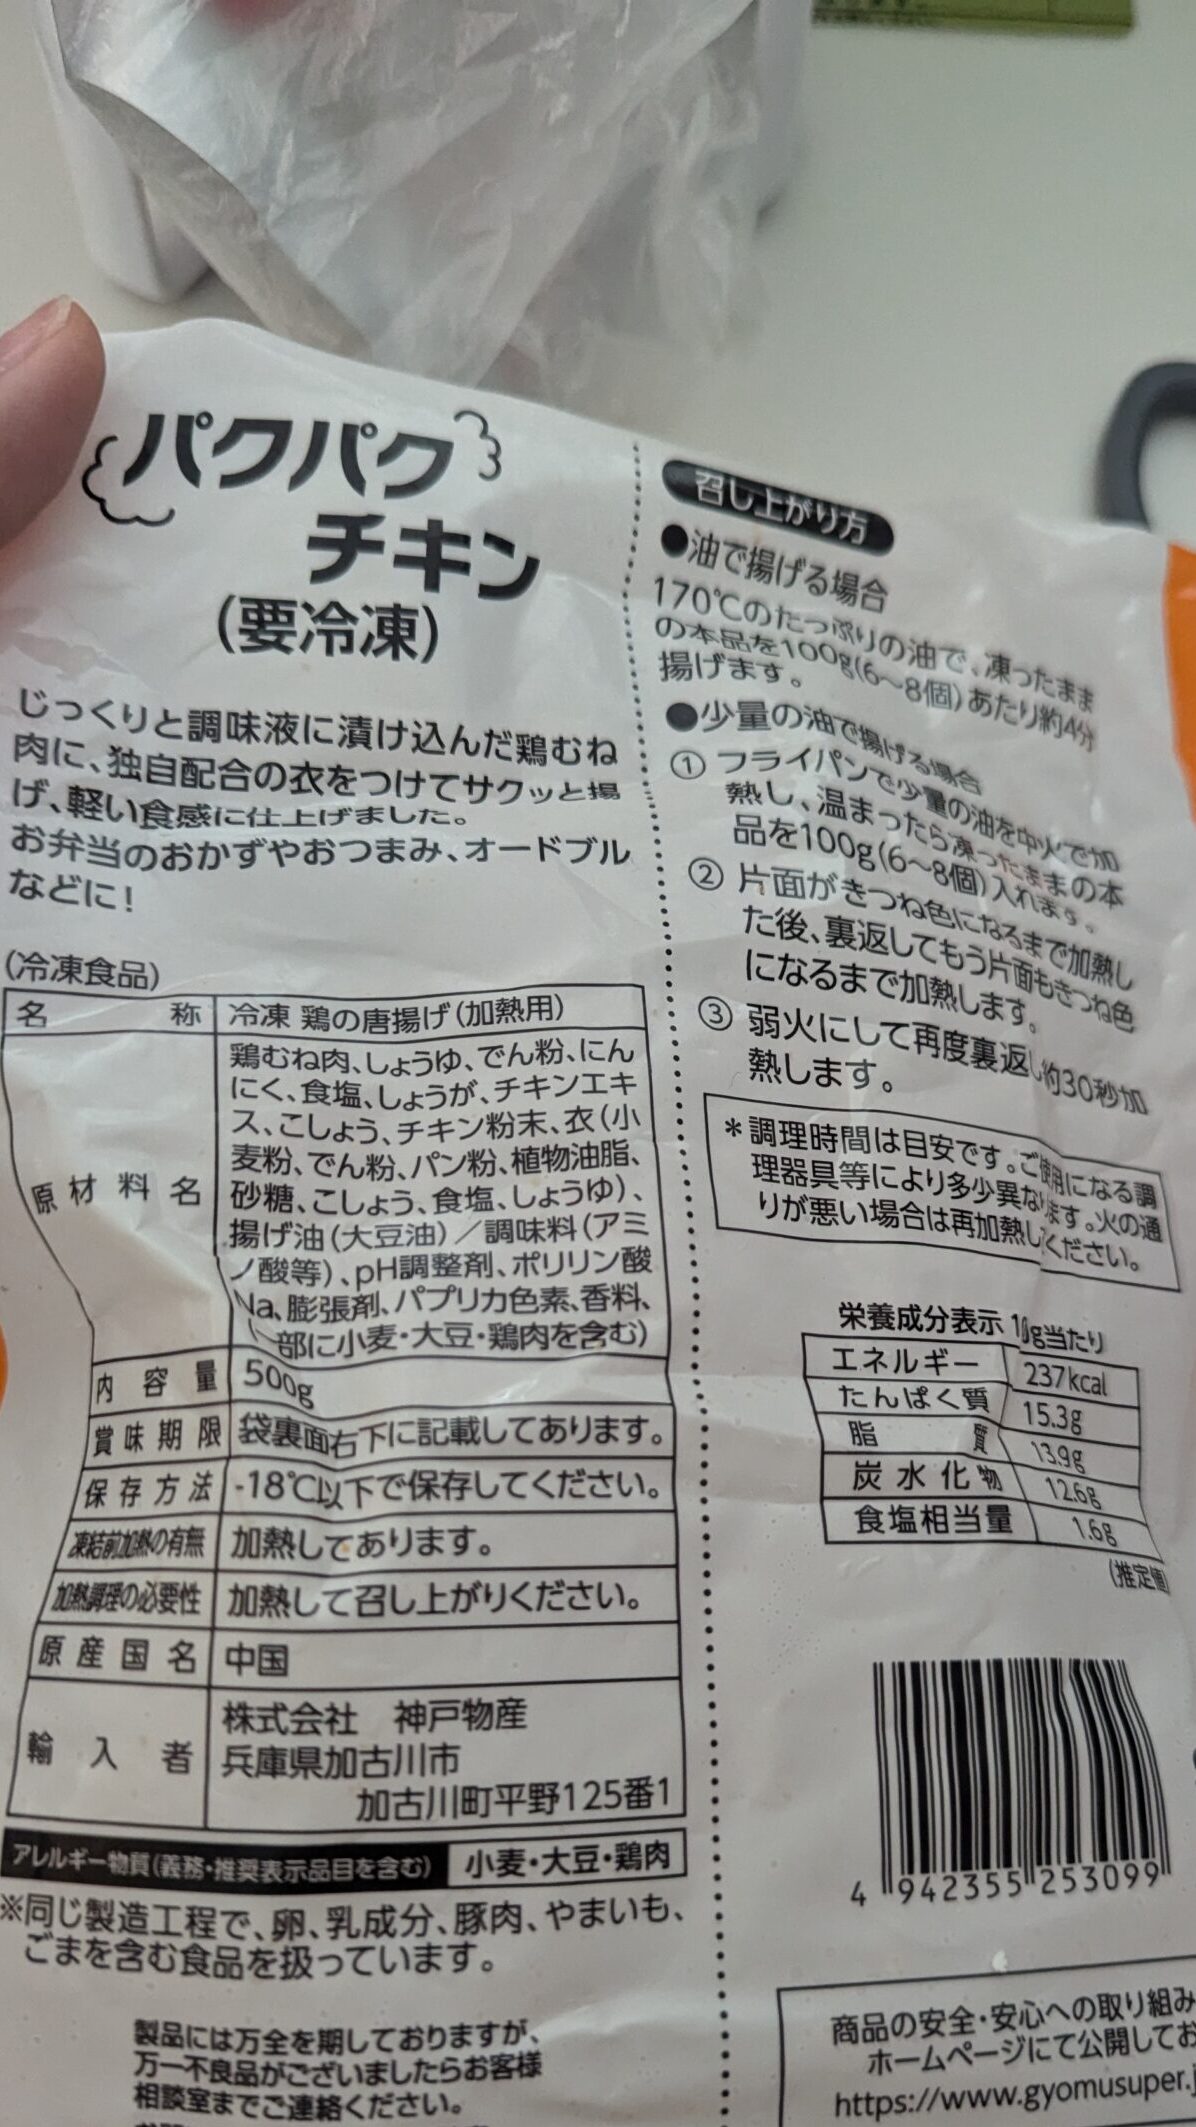 パクパク
チキン
(要冷凍)
じっくりと調味液に漬け込んだ鶏むね
肉に、独自配合の衣をつけてサクッと揚
げ、軽い食感に仕上げました。
お弁当のおかずやおつまみ、オードブル
などに!
(冷凍食品)
名称 冷凍 鶏の唐揚げ(加熱用)
原材料名 鶏むね肉、しょうゆ、でん粉、にん
にく、食塩、しょうが、チキンエキ
ス、こしょう、チキン粉末、衣(小
麦粉、でん粉、パン粉、植物油脂、
砂糖、こしょう、食塩、しょうゆ)、
揚げ油(大豆油)/調味料(アミ
ノ酸等)、pH調整剤、ポリリン酸
Na、膨張剤、パプリカ色素、香料、
(一部に小麦・大豆・鶏肉を含む)
内容量 500g
賞味期限 袋裏面右下に記載してあります。
保存方法 -18℃以下で保存してください。
凍結前加熱の有無 加熱してあります。
加熱調理の必要性 加熱して召し上がりください。
原産国名 中国
輸入者 株式会社 神戸物産
兵庫県加古川市
加古川町平野125番1
アレルギー物質(義務・推奨表示品目を含む) 小麦・大豆・鶏肉
※同じ製造工程で、卵、乳成分、豚肉、やまいも、
ごまを含む食品を扱っています。
製品には万全を期しておりますが、
万一不良品がございましたらお客様
相談室までご連絡ください。
召し上がり方
●油で揚げる場合
170℃のたっぷりの油で、凍ったまま
の本品を100g(6〜8個)あたり約4分
揚げます。
●少量の油で揚げる場合
① フライパンで少量の油を中火で加
熱し、温まったら凍ったままの本
品を100g(6〜8個)入れます。
② 片面がきつね色になるまで加熱し
た後、裏返してもう片面もきつね色
になるまで加熱します。
③ 弱火にして再度裏返し約30秒加
熱します。
*調理時間は目安です。ご使用になる調
理器具等により多少異なります。火の通
りが悪い場合は再加熱してください。
栄養成分表示 g当たり
エネルギー 237kcal
たんぱく質 15.3g
脂質 13.9g
炭水化物 12.6g
食塩相当量 1.6g
(推定値
4 942355 253099
商品の安全・安心への取り組み
ホームページにて公開してお
https://www.gyomusuper.j